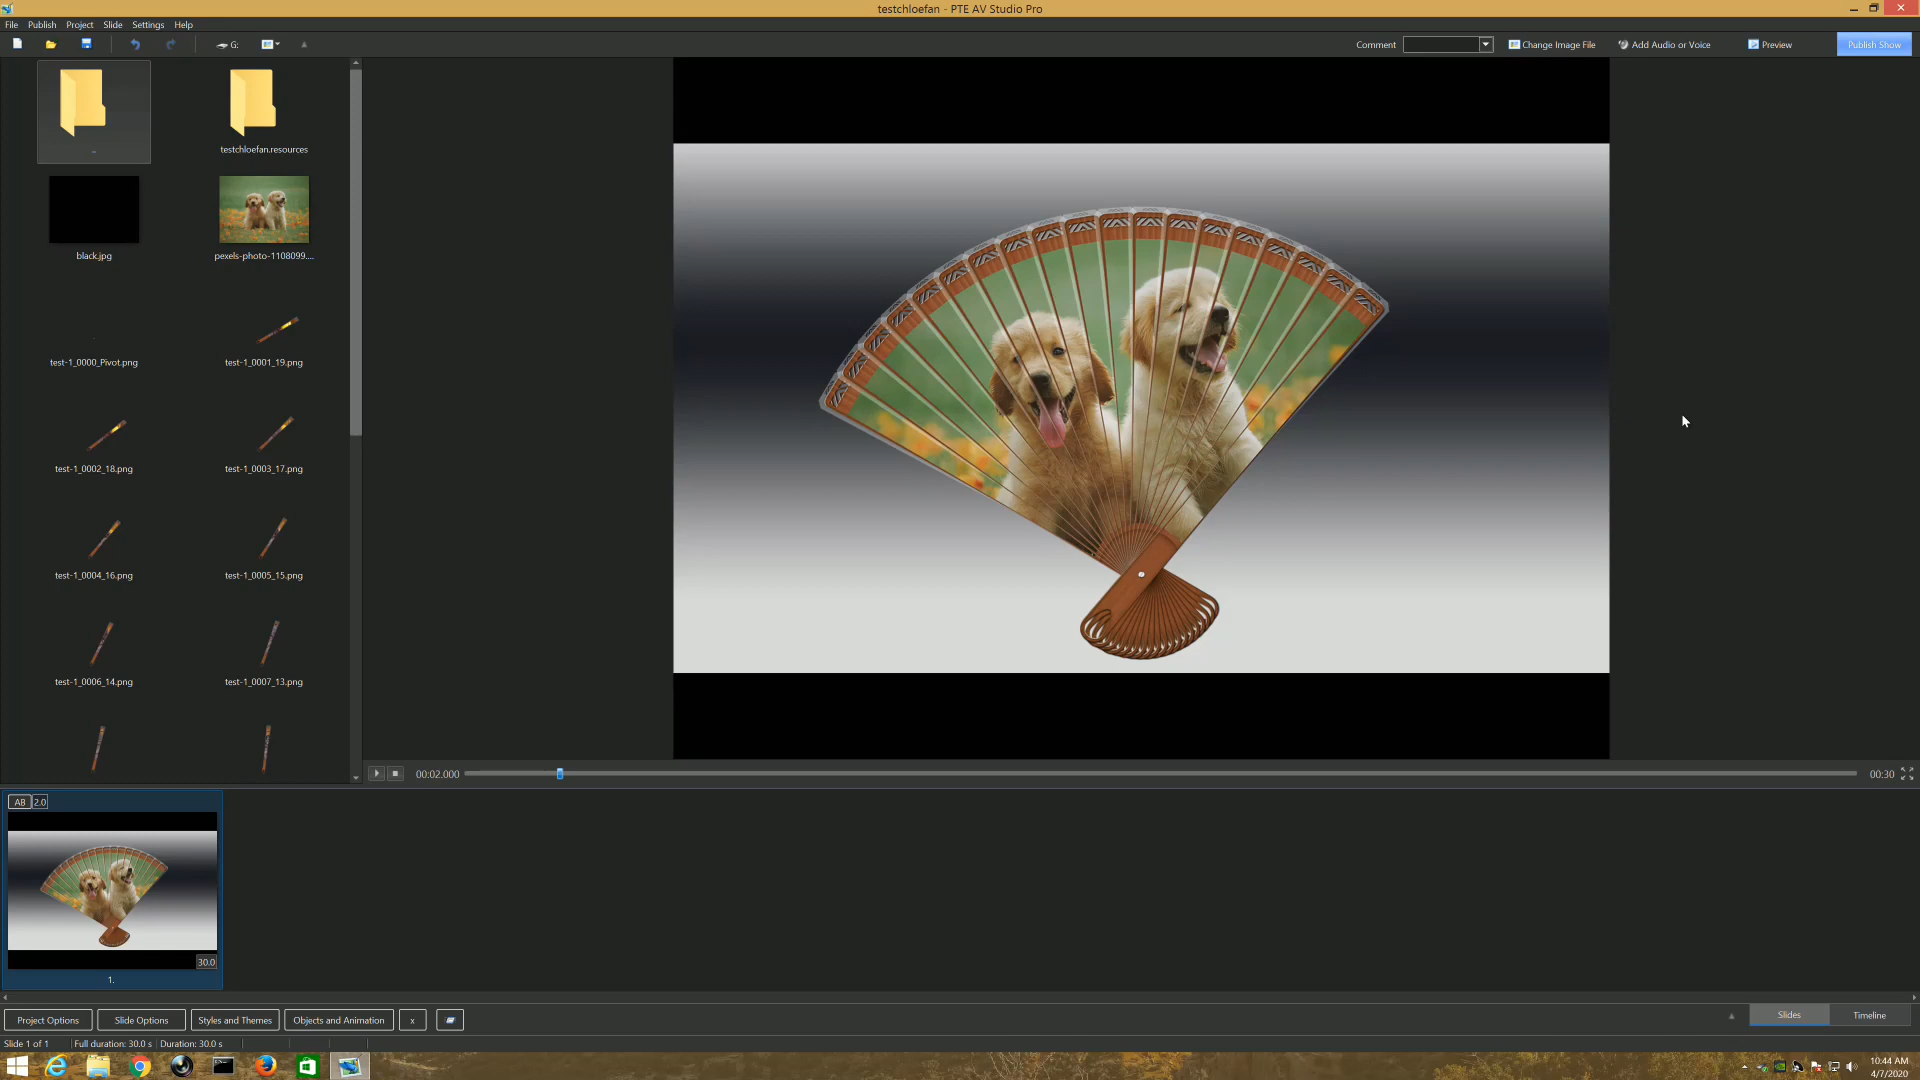 testchloefan - PTE AV Studio Pro
File Publish Project Slide Settings Help
G: Comment Change Image File Add Audio or Voice Preview Publish Show
..
testchloefan.resources
black.jpg
pexels-photo-1108099....
test-1_0000_Pivot.png
test-1_0001_19.png
test-1_0002_18.png
test-1_0003_17.png
test-1_0004_16.png
test-1_0005_15.png
test-1_0006_14.png
test-1_0007_13.png
00:02.000
00:30
AB 2.0
30.0
1.
Project Options Slide Options Styles and Themes Objects and Animation x
Slides Timeline
Slide 1 of 1 Full duration: 30.0 s Duration: 30.0 s
10:44 AM
4/7/2020